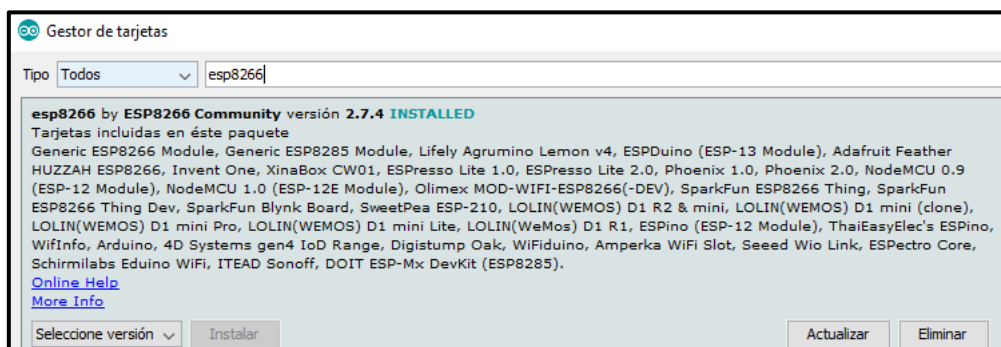 Gestor de tarjetas
Tipo Todos esp8266
esp8266 by ESP8266 Community versión 2.7.4 INSTALLED
Tarjetas incluidas en éste paquete
Generic ESP8266 Module, Generic ESP8285 Module, Lifely Agrumino Lemon v4, ESPDuino (ESP-13 Module), Adafruit Feather
HUZZAH ESP8266, Invent One, XinaBox CW01, ESPresso Lite 1.0, ESPresso Lite 2.0, Phoenix 1.0, Phoenix 2.0, NodeMCU 0.9
(ESP-12 Module), NodeMCU 1.0 (ESP-12E Module), Olimex MOD-WIFI-ESP8266(-DEV), SparkFun ESP8266 Thing, SparkFun
ESP8266 Thing Dev, SparkFun Blynk Board, SweetPea ESP-210, LOLIN(WEMOS) D1 R2 & mini, LOLIN(WEMOS) D1 mini (clone),
LOLIN(WEMOS) D1 mini Pro, LOLIN(WEMOS) D1 mini Lite, LOLIN(WeMos) D1 R1, ESPino (ESP-12 Module), ThaiEasyElec's ESPino,
WifInfo, Arduino, 4D Systems gen4 IoD Range, Digistump Oak, WiFiduino, Amperka WiFi Slot, Seeed Wio Link, ESPectro Core,
Schirmilabs Eduino WiFi, ITEAD Sonoff, DOIT ESP-Mx DevKit (ESP8285).
Online Help
More Info
Seleccione versión Instalar Actualizar Eliminar